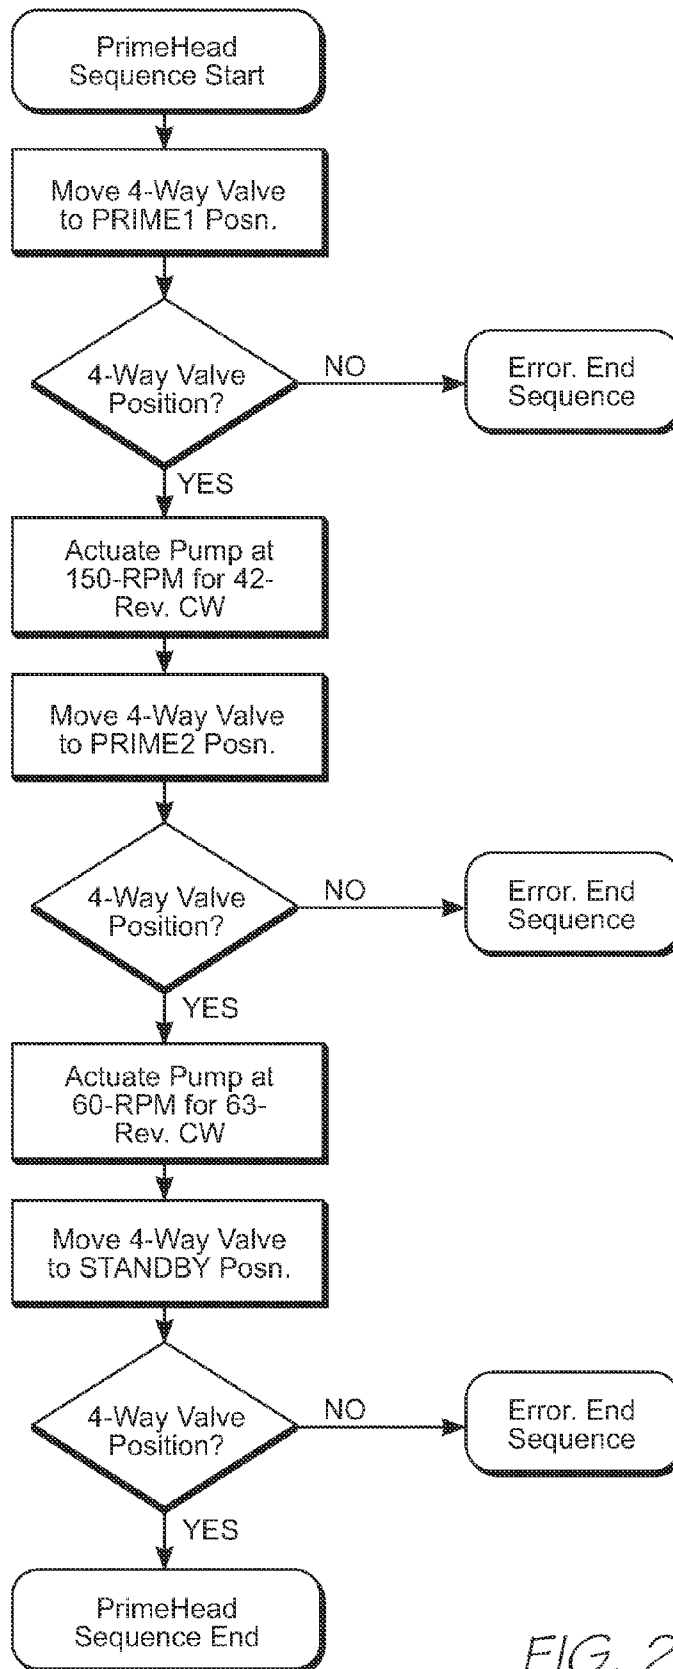 PrimeHead
Sequence Start
Move 4-Way Valve
to PRIME1 Posn.
4-Way Valve
Position?
NO
Error. End
Sequence
YES
Actuate Pump at
150-RPM for 42-
Rev. CW
Move 4-Way Valve
to PRIME2 Posn.
4-Way Valve
Position?
NO
Error. End
Sequence
YES
Actuate Pump at
60-RPM for 63-
Rev. CW
Move 4-Way Valve
to STANDBY Posn.
4-Way Valve
Position?
NO
Error. End
Sequence
YES
PrimeHead
Sequence End
FIG. 2